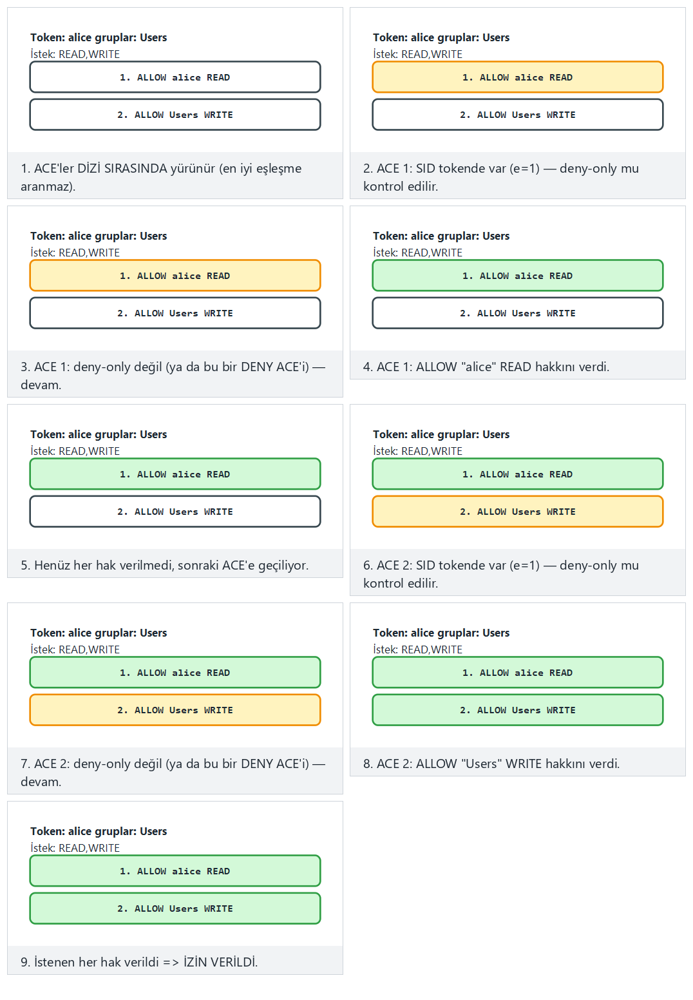 Token: alice gruplar: Users
İstek: READ,WRITE
1. ALLOW alice READ
2. ALLOW Users WRITE
1. ACE'ler DİZİ SIRASINDA yürünür (en iyi eşleşme
aranmaz).
Token: alice gruplar: Users
İstek: READ,WRITE
1. ALLOW alice READ
2. ALLOW Users WRITE
2. ACE 1: SID tokende var (e=1) — deny-only mu
kontrol edilir.
Token: alice gruplar: Users
İstek: READ,WRITE
1. ALLOW alice READ
2. ALLOW Users WRITE
3. ACE 1: deny-only değil (ya da bu bir DENY ACE'i) —
devam.
Token: alice gruplar: Users
İstek: READ,WRITE
1. ALLOW alice READ
2. ALLOW Users WRITE
4. ACE 1: ALLOW "alice" READ hakkını verdi.
Token: alice gruplar: Users
İstek: READ,WRITE
1. ALLOW alice READ
2. ALLOW Users WRITE
5. Henüz her hak verilmedi, sonraki ACE'e geçiliyor.
Token: alice gruplar: Users
İstek: READ,WRITE
1. ALLOW alice READ
2. ALLOW Users WRITE
6. ACE 2: SID tokende var (e=1) — deny-only mu
kontrol edilir.
Token: alice gruplar: Users
İstek: READ,WRITE
1. ALLOW alice READ
2. ALLOW Users WRITE
7. ACE 2: deny-only değil (ya da bu bir DENY ACE'i) —
devam.
Token: alice gruplar: Users
İstek: READ,WRITE
1. ALLOW alice READ
2. ALLOW Users WRITE
8. ACE 2: ALLOW "Users" WRITE hakkını verdi.
Token: alice gruplar: Users
İstek: READ,WRITE
1. ALLOW alice READ
2. ALLOW Users WRITE
9. İstenen her hak verildi => İZİN VERİLDİ.